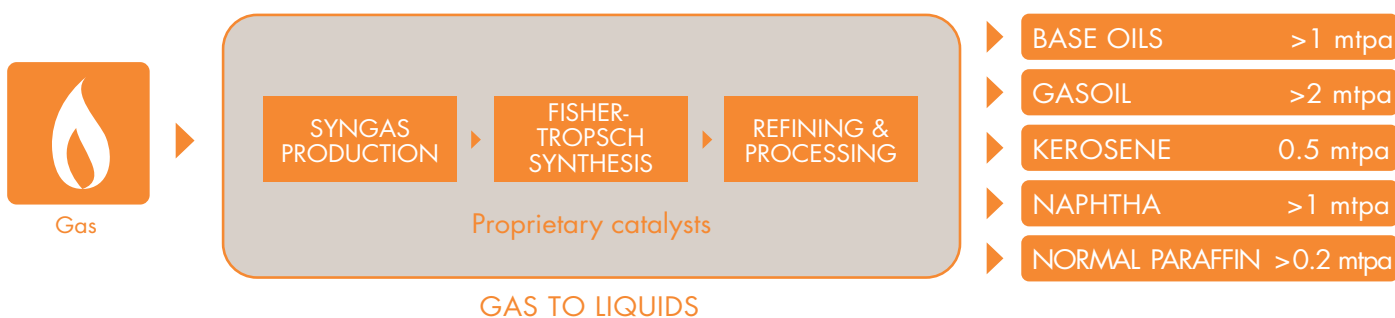 Gas
SYNGAS
PRODUCTION
FISHER-
TROPSCH
SYNTHESIS
REFINING &
PROCESSING
Proprietary catalysts
GAS TO LIQUIDS
BASE OILS >1 mtpa
GASOIL >2 mtpa
KEROSENE 0.5 mtpa
NAPHTHA >1 mtpa
NORMAL PARAFFIN >0.2 mtpa